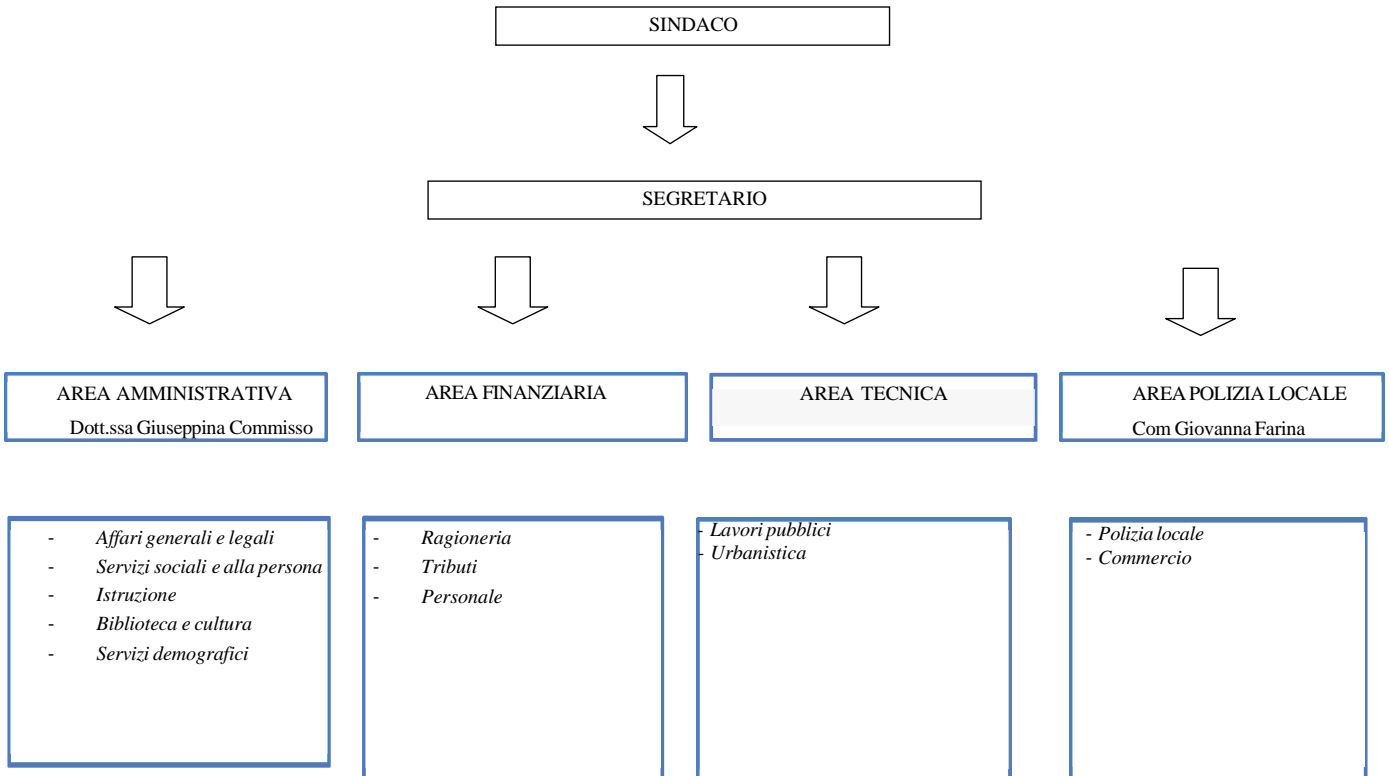 SINDACO
SEGRETARIO
AREA AMMINISTRATIVA
Dott.ssa Giuseppina Commisso
AREA FINANZIARIA
AREA TECNICA
AREA POLIZIA LOCALE
Com Giovanna Farina
- Affari generali e legali
- Servizi sociali e alla persona
- Istruzione
- Biblioteca e cultura
- Servizi demografici
- Ragioneria
- Tributi
- Personale
- Lavori pubblici
- Urbanistica
- Polizia locale
- Commercio